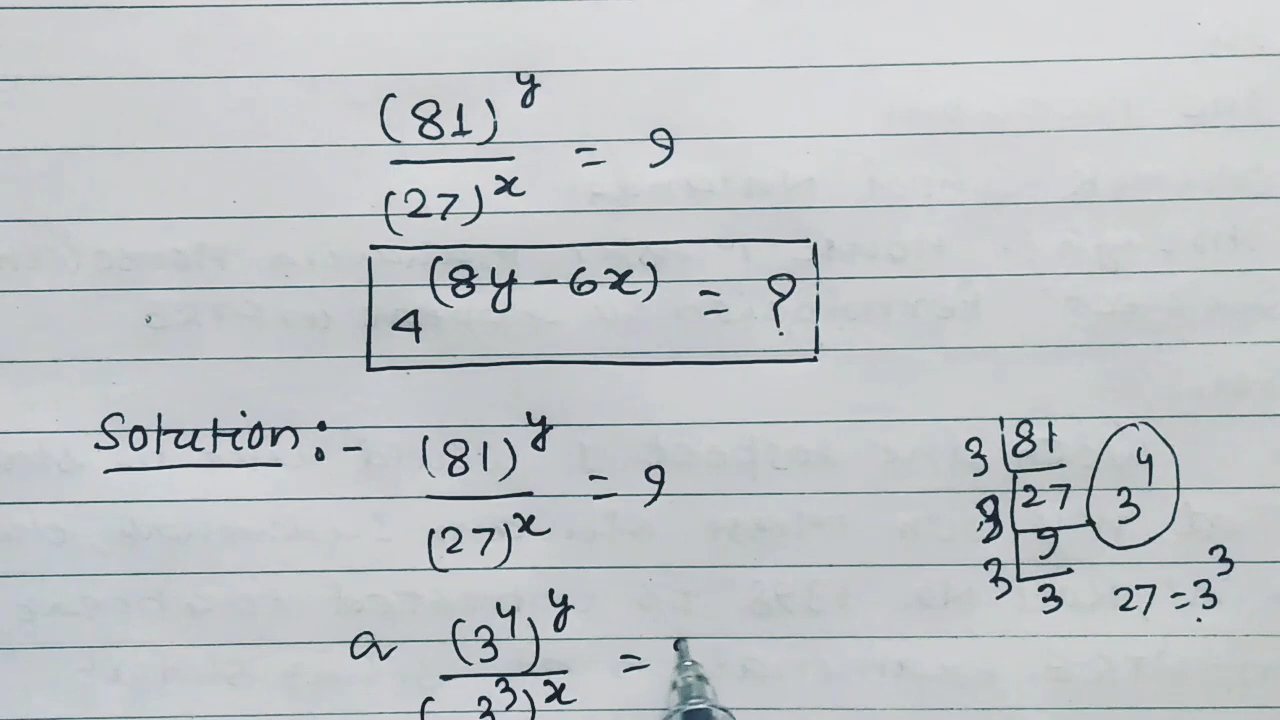 (81)^y / (27)^x = 9
4^(8y-6x) = ?
Solution:- (81)^y / (27)^x = 9
(3^4)^y / (3^3)^x =
3 | 81
3 | 27
3 | 9
3
3^4
27 = 3^3